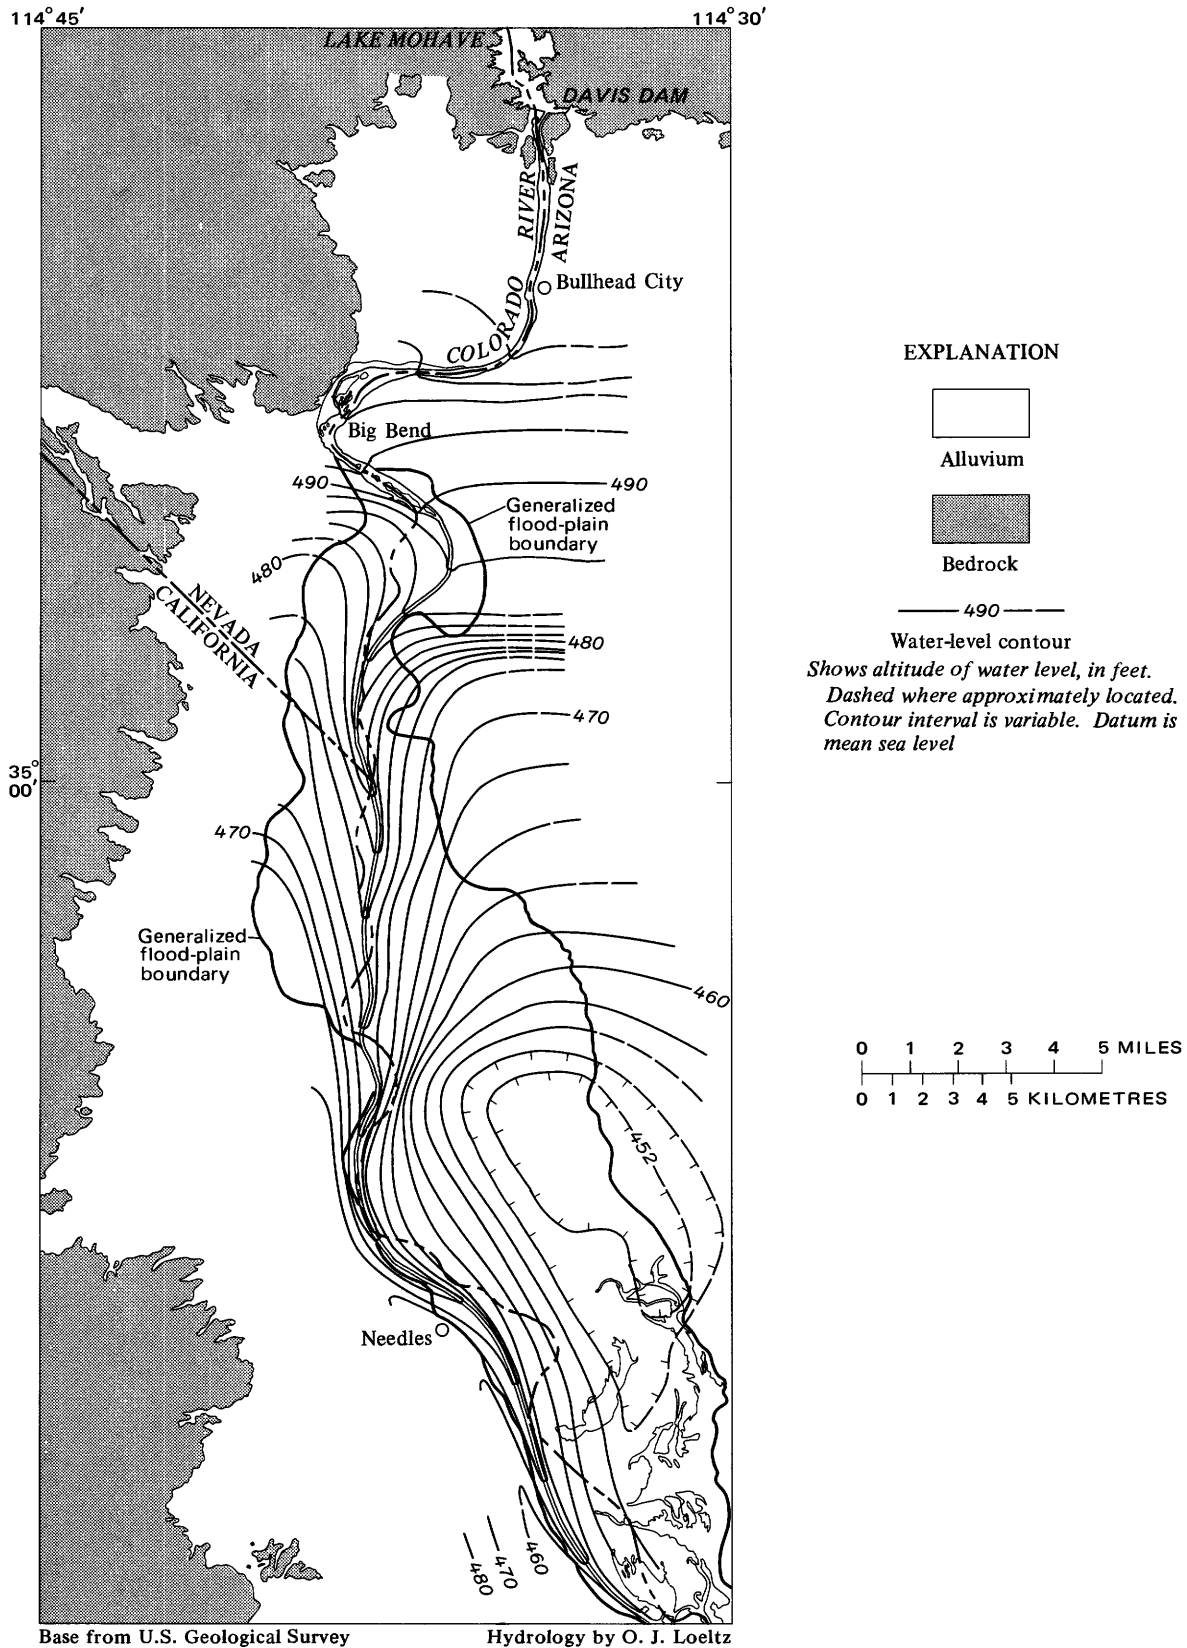 114°45'
114°30'
LAKE MOHAVE
DAVIS DAM
RIVER
ARIZONA
Bullhead City
COLORADO
Big Bend
490
490
Generalized
flood-plain
boundary
480
NEVADA
CALIFORNIA
480
470
35°
00'
470
Generalized
flood-plain
boundary
460
452
Needles
460
470
480
Base from U.S. Geological Survey
Hydrology by O. J. Loeltz
EXPLANATION
Alluvium
Bedrock
490
Water-level contour
Shows altitude of water level, in feet.
Dashed where approximately located.
Contour interval is variable. Datum is
mean sea level
0 1 2 3 4 5 MILES
0 1 2 3 4 5 KILOMETRES